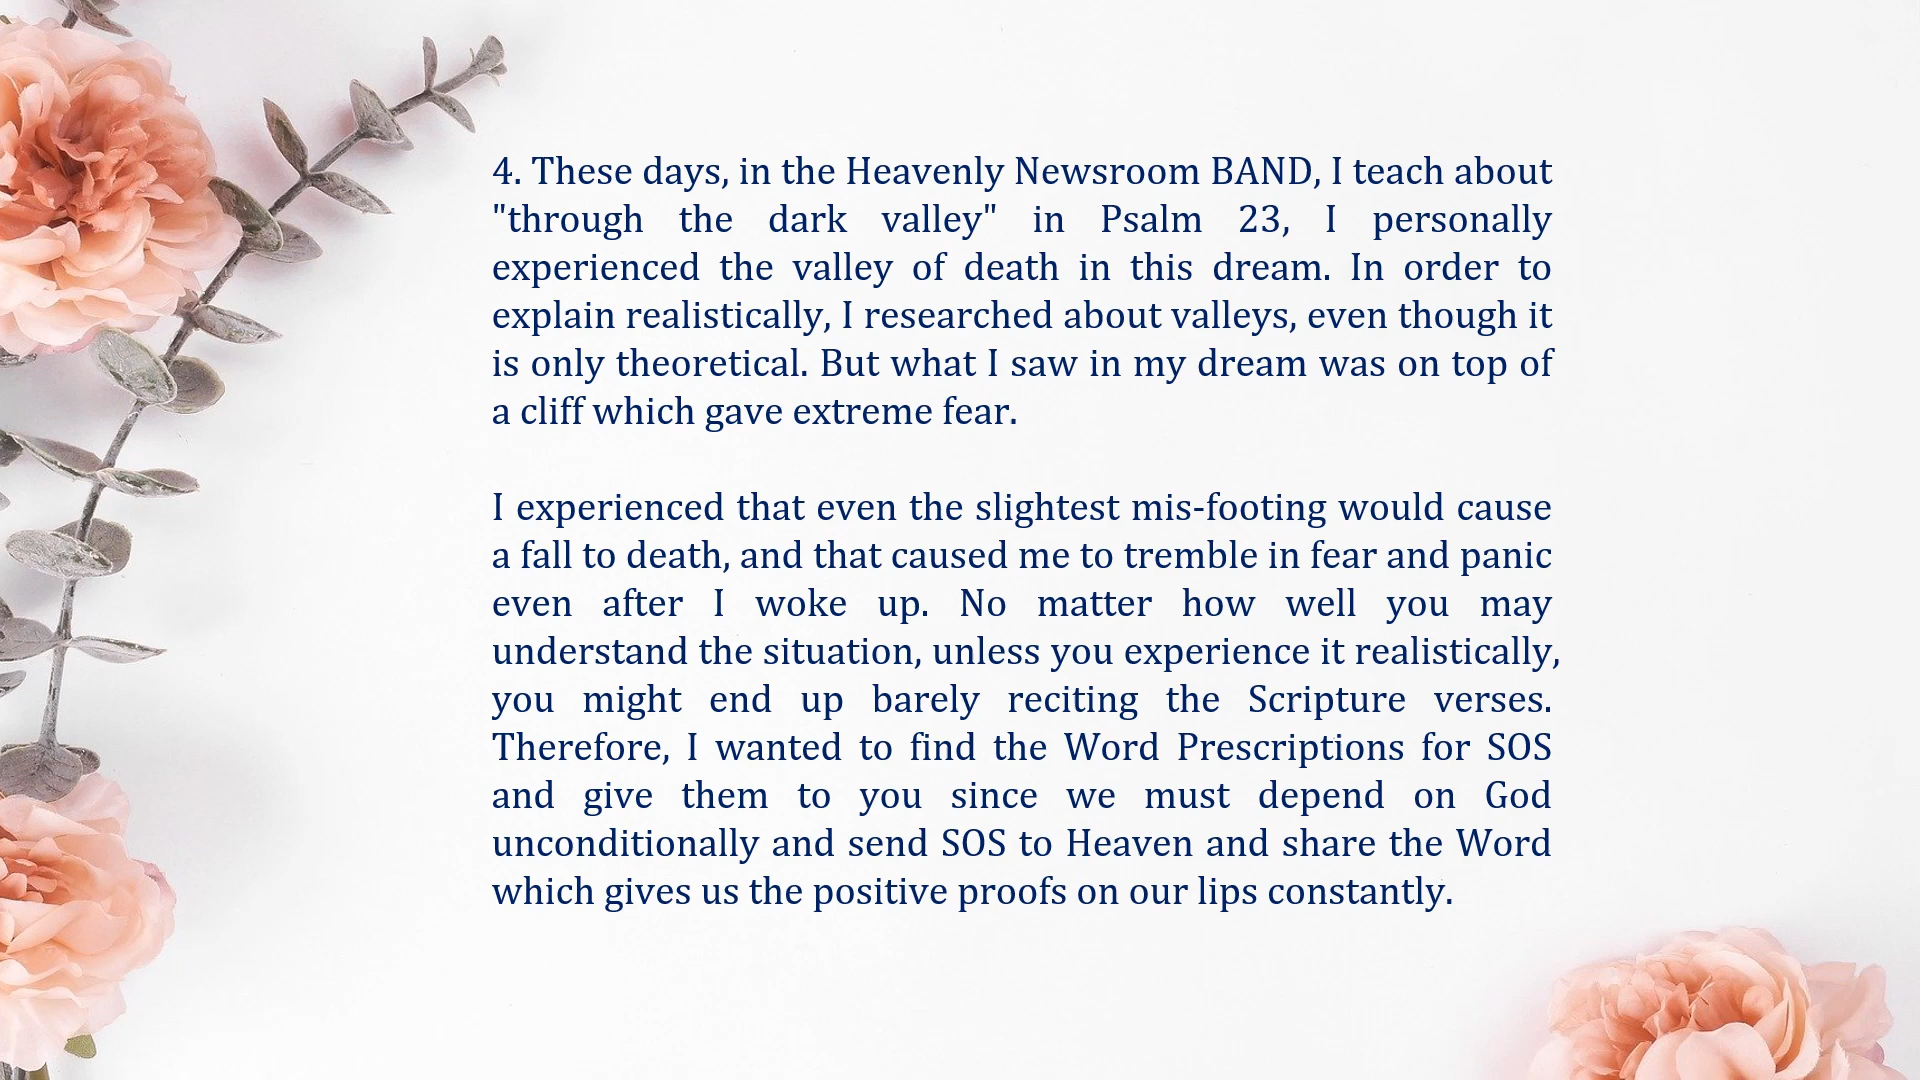 4. These days, in the Heavenly Newsroom BAND, I teach about
"through the dark valley" in Psalm 23, I personally
experienced the valley of death in this dream. In order to
explain realistically, I researched about valleys, even though it
is only theoretical. But what I saw in my dream was on top of
a cliff which gave extreme fear.
I experienced that even the slightest mis-footing would cause
a fall to death, and that caused me to tremble in fear and panic
even after I woke up. No matter how well you may
understand the situation, unless you experience it realistically,
you might end up barely reciting the Scripture verses.
Therefore, I wanted to find the Word Prescriptions for SOS
and give them to you since we must depend on God
unconditionally and send SOS to Heaven and share the Word
which gives us the positive proofs on our lips constantly.